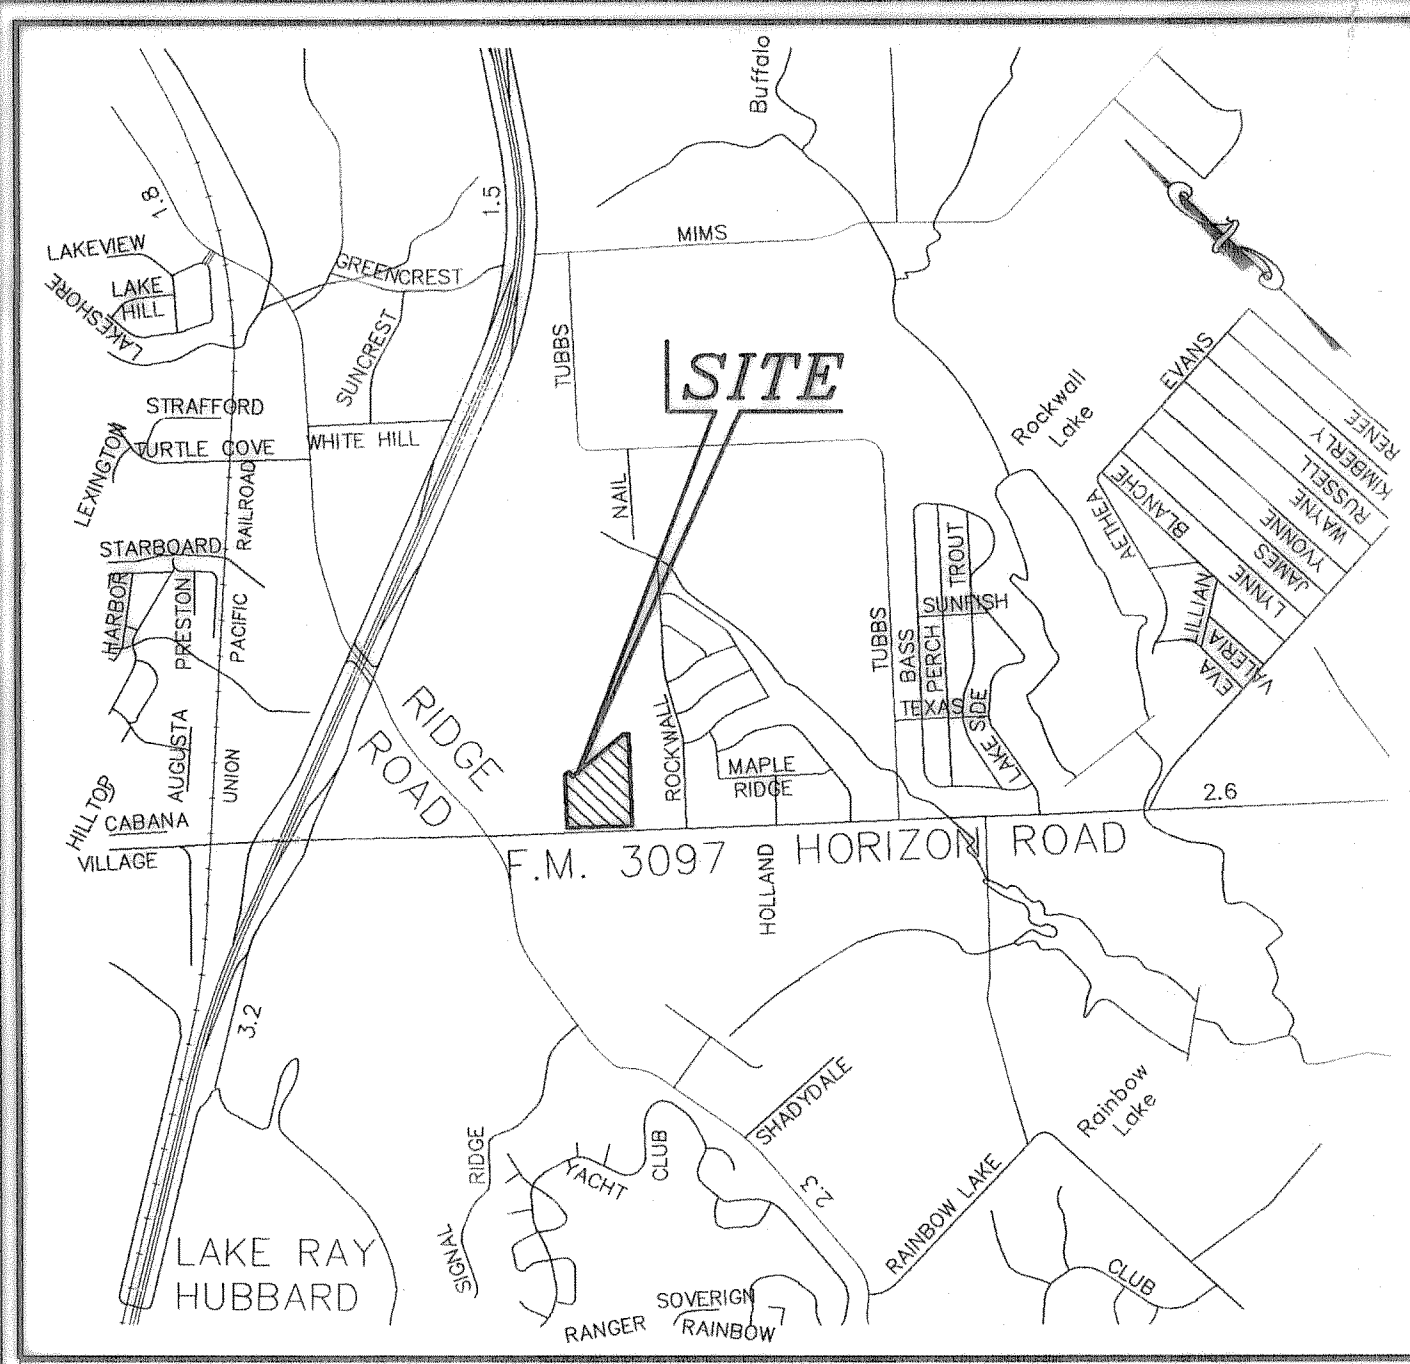 Buffalo
1.8
1.5
MIMS
LAKEVIEW
GREENCREST
LAKE
HILL
LAKESHORE
SUNCREST
TUBBS
SITE
EVANS
RENEE
KIMBERLY
RUSSELL
WAYNE
YVONNE
JAMES
LYNNE
Rockwall
Lake
STRAFFORD
TURTLE COVE
WHITE HILL
LEXINGTON
RAILROAD
NAIL
BLANCHE
AETHEA
STARBOARD
HARBOR
PRESTON
PACIFIC
TROUT
SUNFISH
TUBBS
BASS
PERCH
ILLIAN
VALERIA
EVA
TEXAS
LAKE SIDE
RIDGE
ROAD
ROCKWALL
AUGUSTA
UNION
MAPLE
RIDGE
HILLTOP
CABANA
VILLAGE
2.6
F.M. 3097 HORIZON ROAD
HOLLAND
3.2
SHADYDALE
Rainbow
Lake
RIDGE
SIGNAL
YACHT
CLUB
2.3
RAINBOW LAKE
CLUB
LAKE RAY
HUBBARD
SOVERIGN
RANGER
RAINBOW